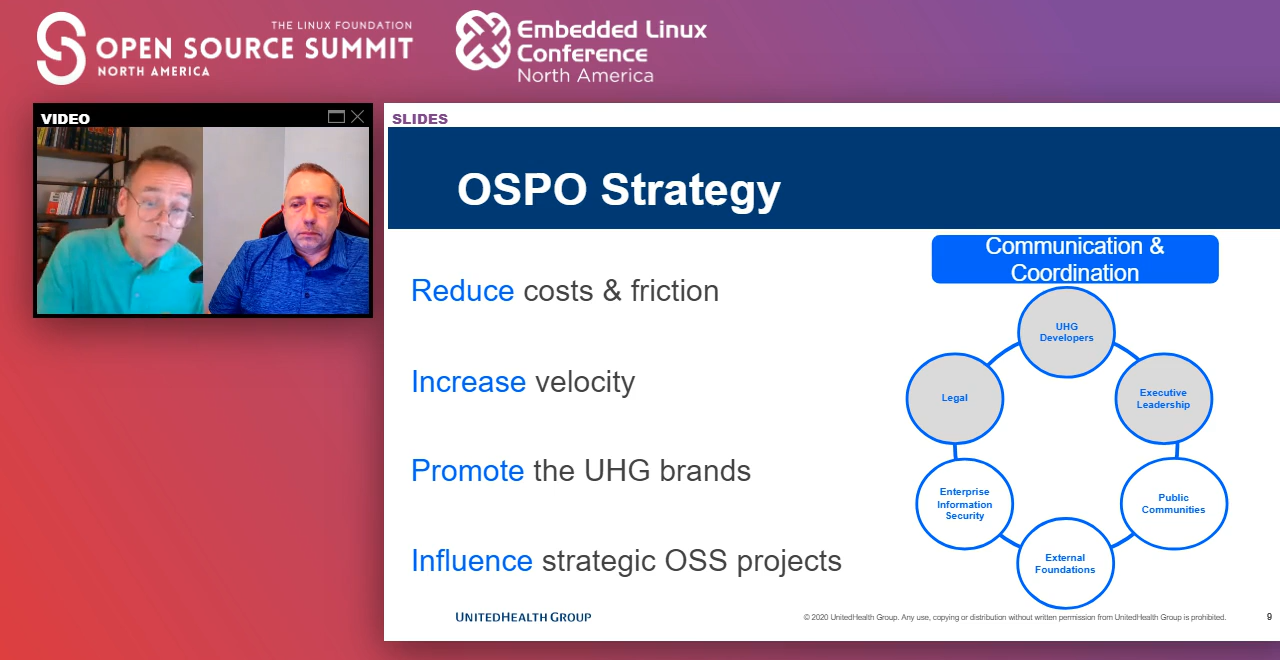 THE LINUX FOUNDATION
OPEN SOURCE SUMMIT
NORTH AMERICA
Embedded Linux
Conference
North America
VIDEO
SLIDES
OSPO Strategy
Communication &
Coordination
Reduce costs & friction
Increase velocity
Promote the UHG brands
Influence strategic OSS projects
UHG
Developers
Legal
Executive
Leadership
Enterprise
Information
Security
Public
Communities
External
Foundations
UNITEDHEALTH GROUP
© 2020 UnitedHealth Group. Any use, copying or distribution without written permission from UnitedHealth Group is prohibited.
9